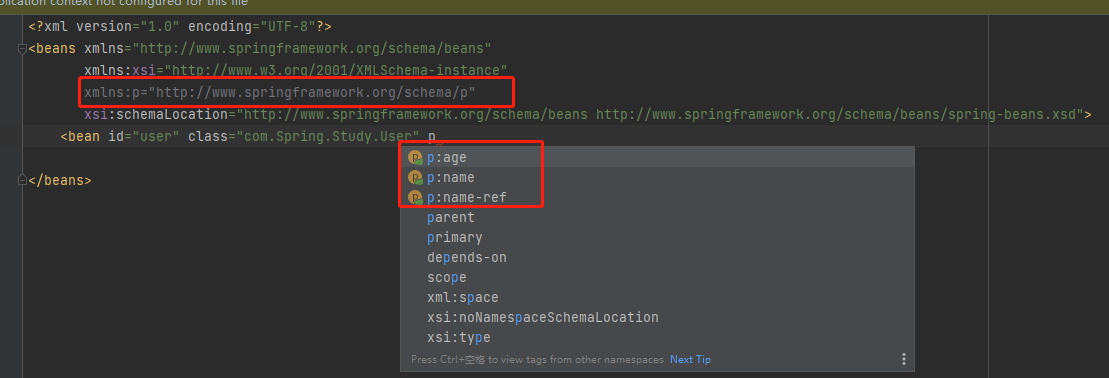 plication context not configured for this file
<?xml version="1.0" encoding="UTF-8"?>
<beans xmlns="http://www.springframework.org/schema/beans"
xmlns:xsi="http://www.w3.org/2001/XMLSchema-instance"
xmlns:p="http://www.springframework.org/schema/p"
xsi:schemaLocation="http://www.springframework.org/schema/beans http://www.springframework.org/schema/beans/spring-beans.xsd">
<bean id="user" class="com.Spring.Study.User" p
p:age
p:name
p:name-ref
</beans>
parent
primary
depends-on
scope
xml:space
xsi:noNamespaceSchemaLocation
xsi:type
Press Ctrl+空格 to view tags from other namespaces Next Tip